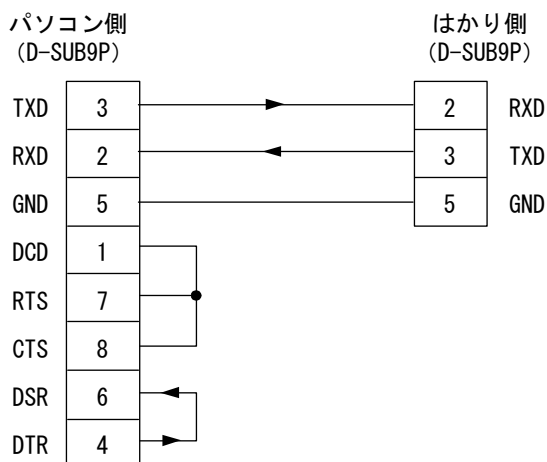 パソコン側 はかり側
(D-SUB9P) (D-SUB9P)
TXD 3 2 RXD
RXD 2 3 TXD
GND 5 5 GND
DCD 1
RTS 7
CTS 8
DSR 6
DTR 4